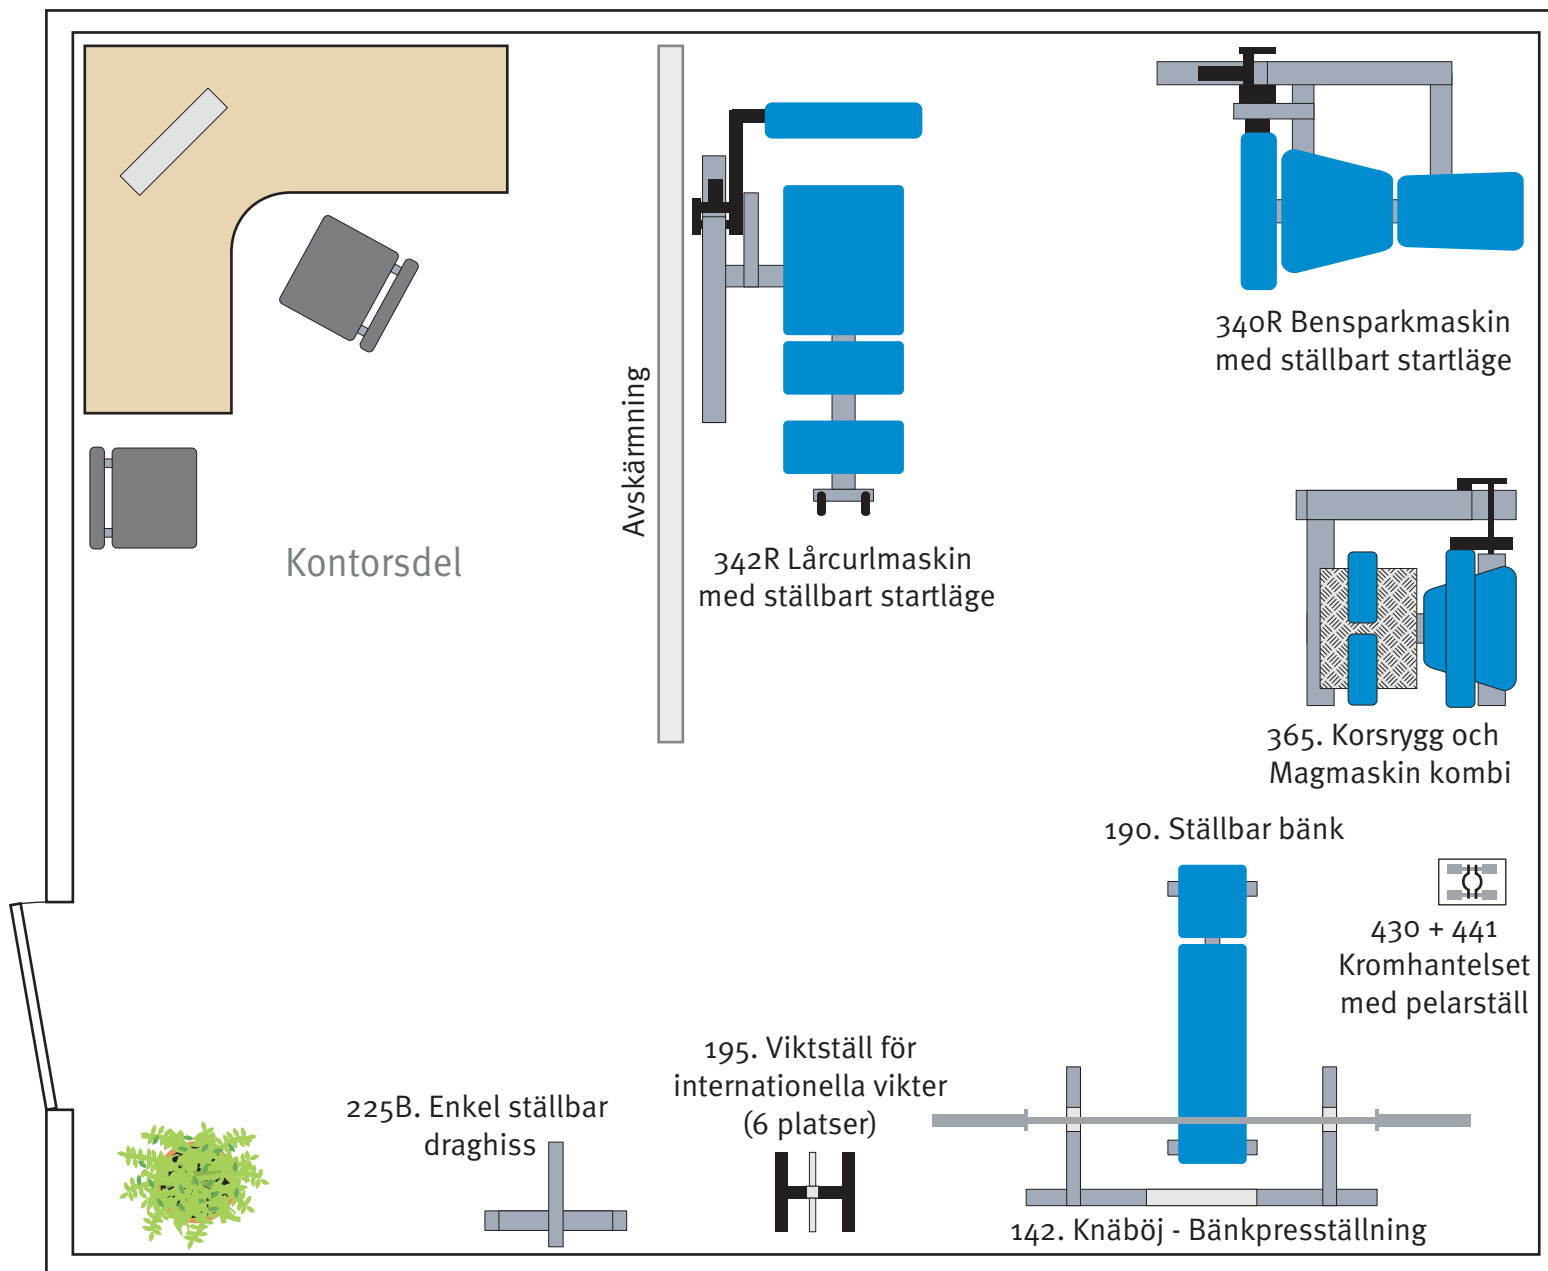 340R Bensparkmaskin
med ställbart startläge
Avskärmning
342R Lårcurlmaskin
med ställbart startläge
Kontorsdel
365. Korsrygg och
Magmaskin kombi
190. Ställbar bänk
430 + 441
Kromhantelset
med pelarställ
195. Viktställ för
internationella vikter
(6 platser)
225B. Enkel ställbar
draghiss
142. Knäböj - Bänkpresställning